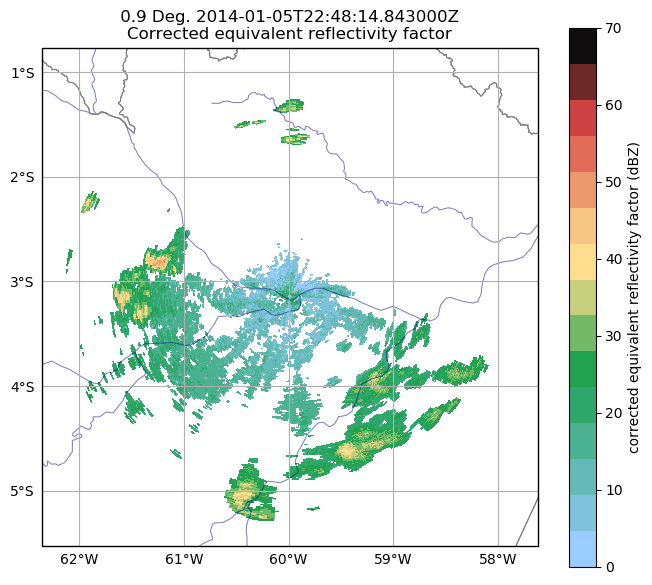 0.9 Deg. 2014-01-05T22:48:14.843000Z
Corrected equivalent reflectivity factor
1°S
2°S
3°S
4°S
5°S
62°W
61°W
60°W
59°W
58°W
70
60
50
40
30
20
10
0
corrected equivalent reflectivity factor (dBZ)